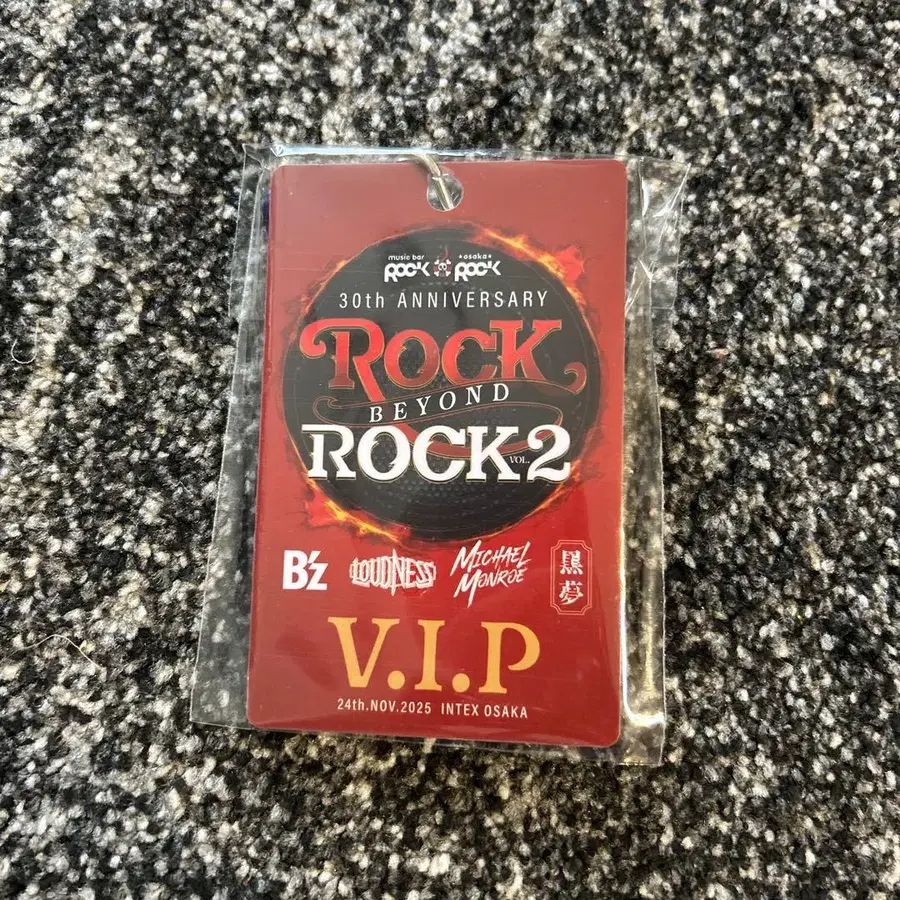 music bar ROCK ROCK ★osaka★
30th ANNIVERSARY
ROCK
BEYOND
ROCK VOL.2
B'z LOUDNESS MICHAEL MONROE 黒夢
V.I.P
24th.NOV.2025 INTEX OSAKA